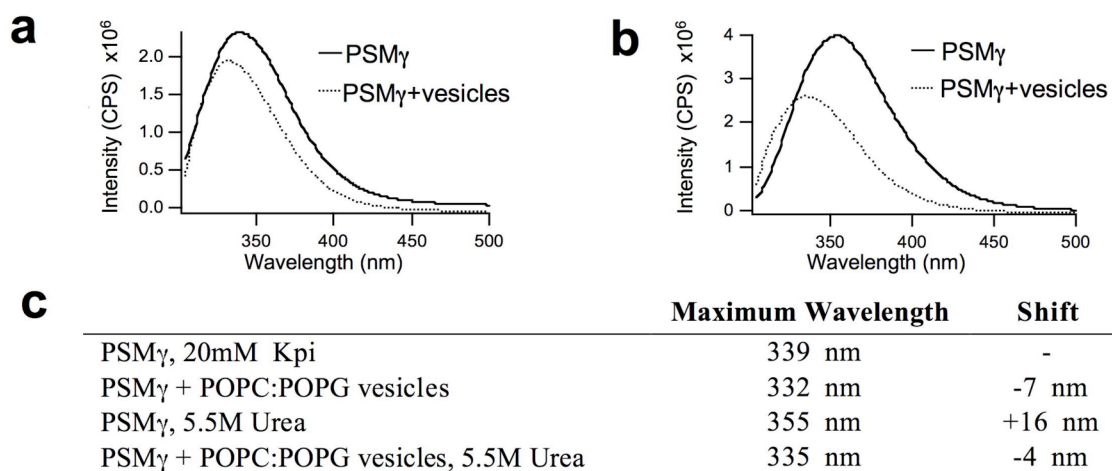 a
b
Intensity (CPS) x10⁶
2.0
1.5
1.0
0.5
0.0
PSMγ
PSMγ+vesicles
350
400
450
500
Wavelength (nm)
Intensity (CPS) x10⁶
4
3
2
1
0
PSMγ
PSMγ+vesicles
350
400
450
500
Wavelength (nm)
c
Maximum Wavelength Shift
PSMγ, 20mM Kpi 339 nm -
PSMγ + POPC:POPG vesicles 332 nm -7 nm
PSMγ, 5.5M Urea 355 nm +16 nm
PSMγ + POPC:POPG vesicles, 5.5M Urea 335 nm -4 nm